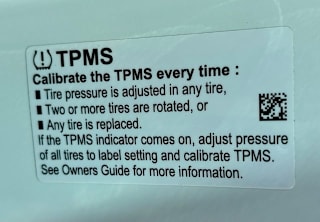 TPMS
Calibrate the TPMS every time :
Tire pressure is adjusted in any tire,
Two or more tires are rotated, or
Any tire is replaced.
If the TPMS indicator comes on, adjust pressure
of all tires to label setting and calibrate TPMS.
See Owners Guide for more information.